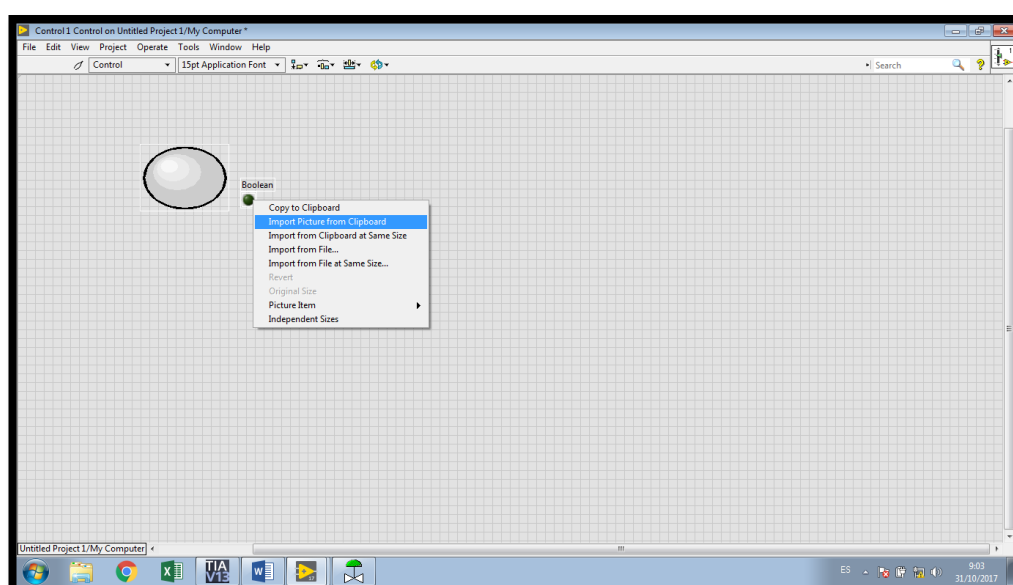 Control 1 Control on Untitled Project 1/My Computer *
File Edit View Project Operate Tools Window Help
Control 15pt Application Font Search
Boolean
Copy to Clipboard
Import Picture from Clipboard
Import from Clipboard at Same Size
Import from File...
Import from File at Same Size...
Revert
Original Size
Picture Item
Independent Sizes
Untitled Project 1/My Computer
TIA
V13
ES 9:03
31/10/2017